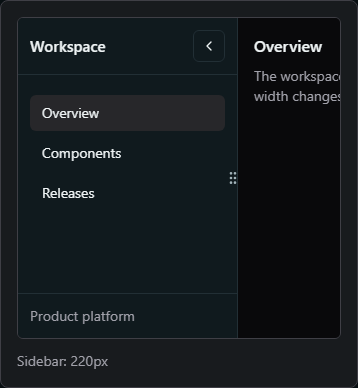 Workspace
Overview
Components
Releases
Product platform
Overview
The workspace
width changes
Sidebar: 220px